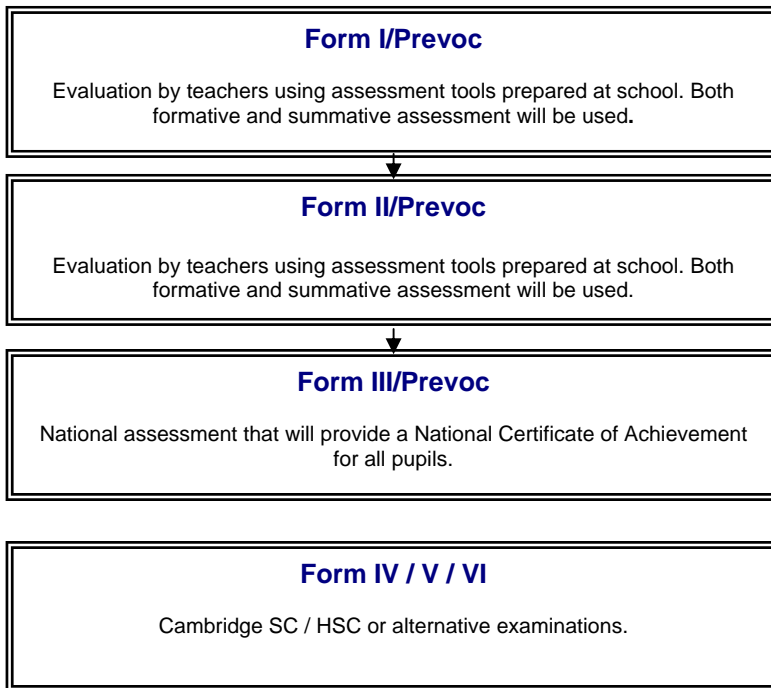 Form I/Prevoc
Evaluation by teachers using assessment tools prepared at school. Both
formative and summative assessment will be used.
Form II/Prevoc
Evaluation by teachers using assessment tools prepared at school. Both
formative and summative assessment will be used.
Form III/Prevoc
National assessment that will provide a National Certificate of Achievement
for all pupils.
Form IV / V / VI
Cambridge SC / HSC or alternative examinations.